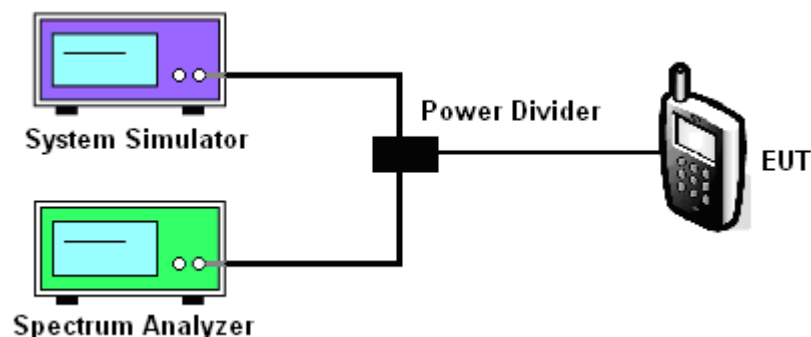 System Simulator
Power Divider
EUT
Spectrum Analyzer